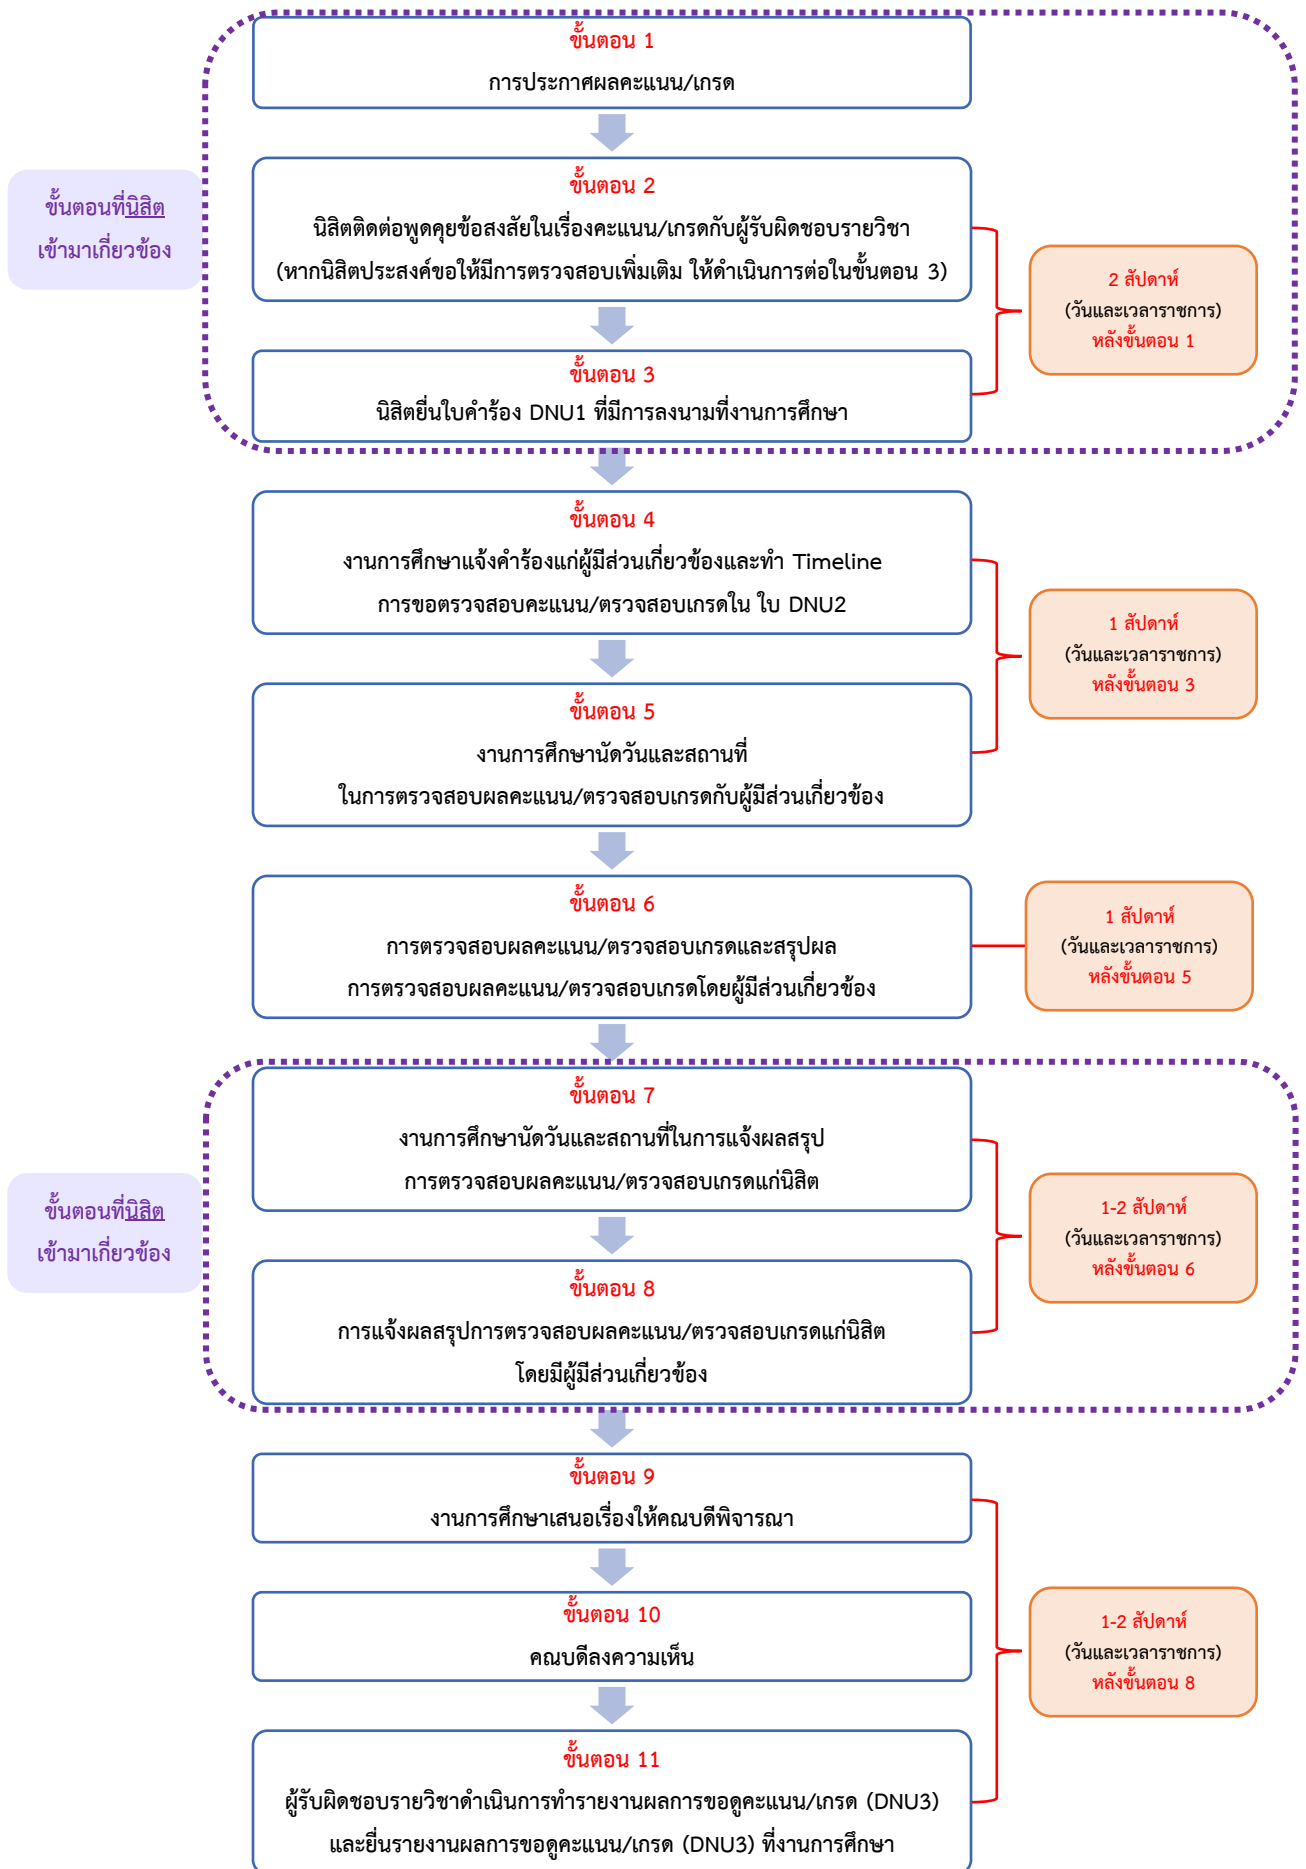 ขั้นตอน 1
การประกาศผลคะแนน/เกรด
ขั้นตอนที่นิสิต
เข้ามาเกี่ยวข้อง
ขั้นตอน 2
นิสิตติดต่อพูดคุยข้อสงสัยในเรื่องคะแนน/เกรดกับผู้รับผิดชอบรายวิชา
(หากนิสิตประสงค์ขอให้มีการตรวจสอบเพิ่มเติม ให้ดำเนินการต่อในขั้นตอน 3)
2 สัปดาห์
(วันและเวลาราชการ)
หลังขั้นตอน 1
ขั้นตอน 3
นิสิตยื่นใบคำร้อง DNU1 ที่มีการลงนามที่งานการศึกษา
ขั้นตอน 4
งานการศึกษาแจ้งคำร้องแก่ผู้มีส่วนเกี่ยวข้องและทำ Timeline
การขอตรวจสอบคะแนน/ตรวจสอบเกรดใน ใบ DNU2
1 สัปดาห์
(วันและเวลาราชการ)
หลังขั้นตอน 3
ขั้นตอน 5
งานการศึกษานัดวันและสถานที่
ในการตรวจสอบผลคะแนน/ตรวจสอบเกรดกับผู้มีส่วนเกี่ยวข้อง
ขั้นตอน 6
การตรวจสอบผลคะแนน/ตรวจสอบเกรดและสรุปผล
การตรวจสอบผลคะแนน/ตรวจสอบเกรดโดยผู้มีส่วนเกี่ยวข้อง
1 สัปดาห์
(วันและเวลาราชการ)
หลังขั้นตอน 5
ขั้นตอน 7
งานการศึกษานัดวันและสถานที่ในการแจ้งผลสรุป
การตรวจสอบผลคะแนน/ตรวจสอบเกรดแก่นิสิต
ขั้นตอนที่นิสิต
เข้ามาเกี่ยวข้อง
1-2 สัปดาห์
(วันและเวลาราชการ)
หลังขั้นตอน 6
ขั้นตอน 8
การแจ้งผลสรุปการตรวจสอบผลคะแนน/ตรวจสอบเกรดแก่นิสิต
โดยมีผู้มีส่วนเกี่ยวข้อง
ขั้นตอน 9
งานการศึกษาเสนอเรื่องให้คณบดีพิจารณา
ขั้นตอน 10
คณบดีลงความเห็น
1-2 สัปดาห์
(วันและเวลาราชการ)
หลังขั้นตอน 8
ขั้นตอน 11
ผู้รับผิดชอบรายวิชาดำเนินการทำรายงานผลการขอดูคะแนน/เกรด (DNU3)
และยื่นรายงานผลการขอดูคะแนน/เกรด (DNU3) ที่งานการศึกษา